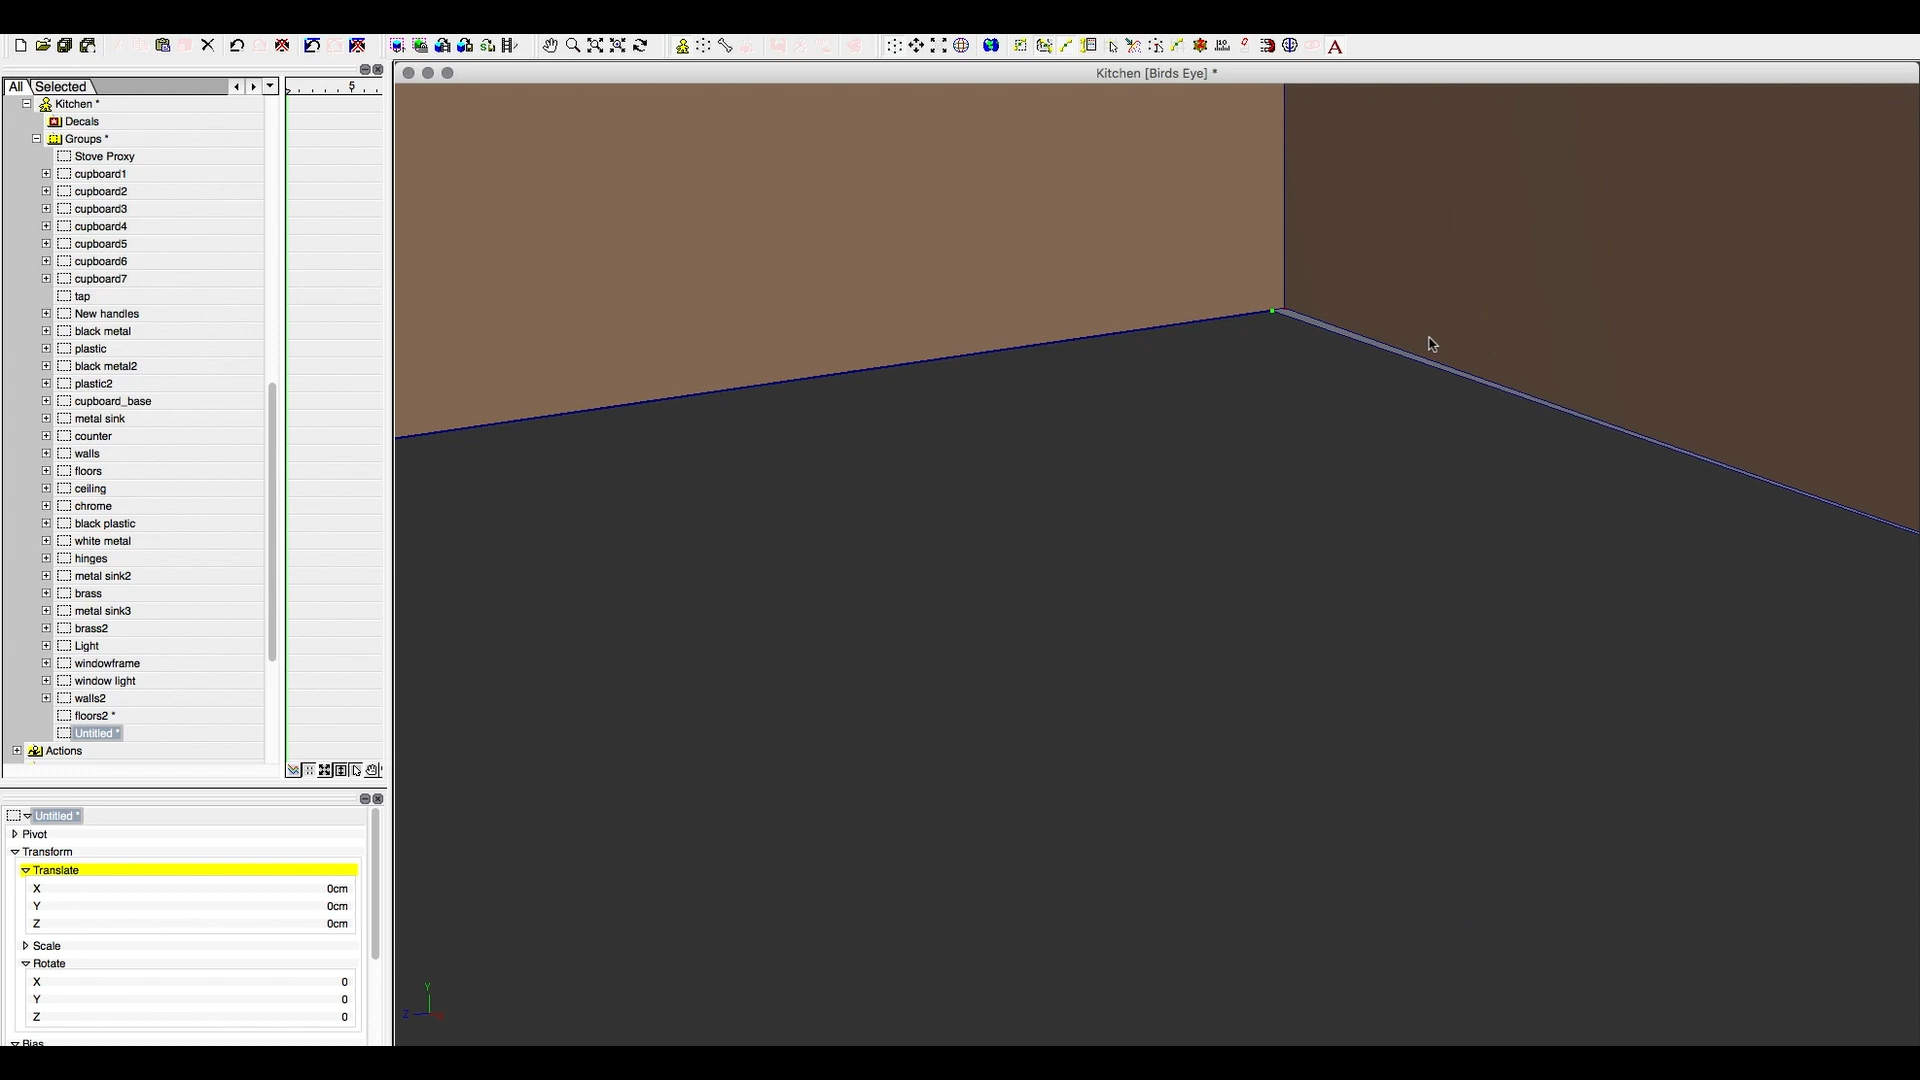 Kitchen [Birds Eye] *
All
Selected
5
Kitchen *
Decals
Groups *
Stove Proxy
cupboard1
cupboard2
cupboard3
cupboard4
cupboard5
cupboard6
cupboard7
tap
New handles
black metal
plastic
black metal2
plastic2
cupboard_base
metal sink
counter
walls
floors
ceiling
chrome
black plastic
white metal
hinges
metal sink2
brass
metal sink3
brass2
Light
windowframe
window light
walls2
floors2 *
Untitled *
Actions
Untitled *
Pivot
Transform
Translate
X 0cm
Y 0cm
Z 0cm
Scale
Rotate
X 0
Y 0
Z 0
Bias
Y
Z